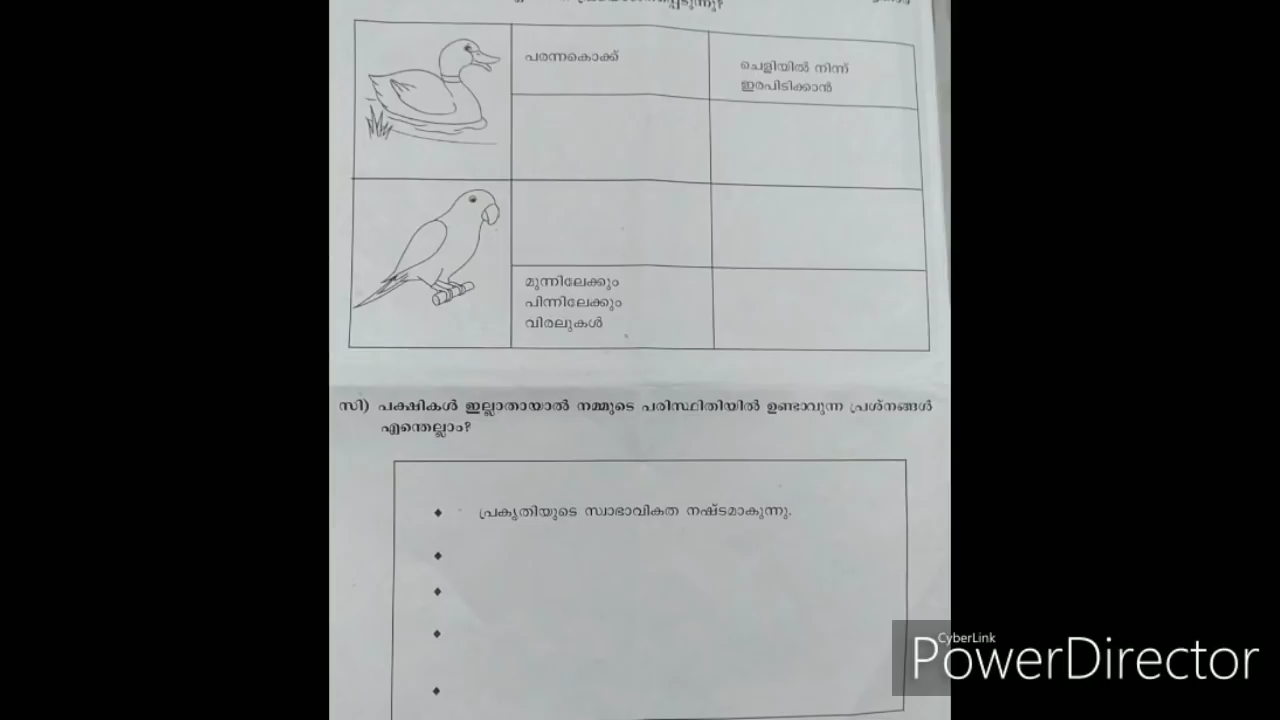 പരന്നകൊക്ക്
ചെളിയിൽ നിന്ന്
ഇരപിടിക്കാൻ
മുന്നിലേക്കും
പിന്നിലേക്കും
വിരലുകൾ
സി) പക്ഷികൾ ഇല്ലാതായാൽ നമ്മുടെ പരിസ്ഥിതിയിൽ ഉണ്ടാവുന്ന പ്രശ്നങ്ങൾ
എന്തെല്ലാം?
പ്രകൃതിയുടെ സ്വാഭാവികത നഷ്ടമാകുന്നു.
CyberLink
PowerDirector